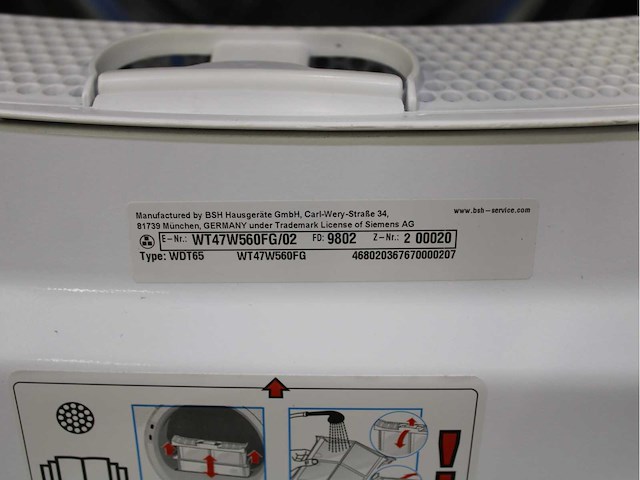 Manufactured by BSH Hausgeräte GmbH, Carl-Wery-Straße 34,
81739 München, GERMANY under Trademark License of Siemens AG
www.bsh-service.com
E-Nr.: WT47W560FG/02 FD: 9802 Z-Nr.: 2 00020
Type: WDT65 WT47W560FG 468020367670000207